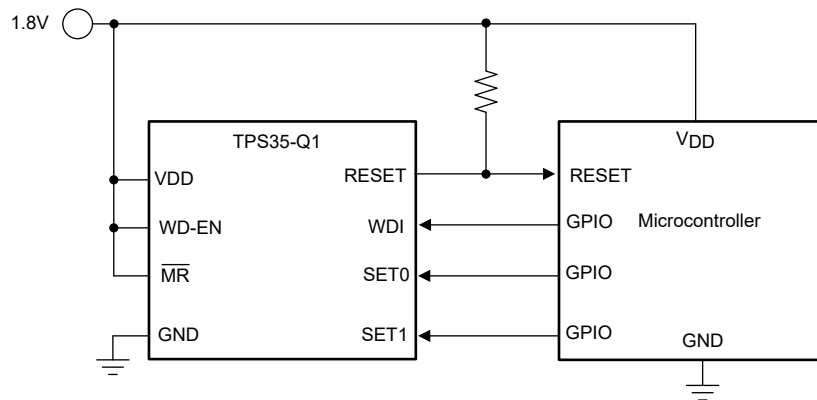 1.8V
TPS35-Q1
VDD
WD-EN
MR
GND
RESET
WDI
SET0
SET1
VDD
RESET
GPIO
Microcontroller
GPIO
GPIO
GND